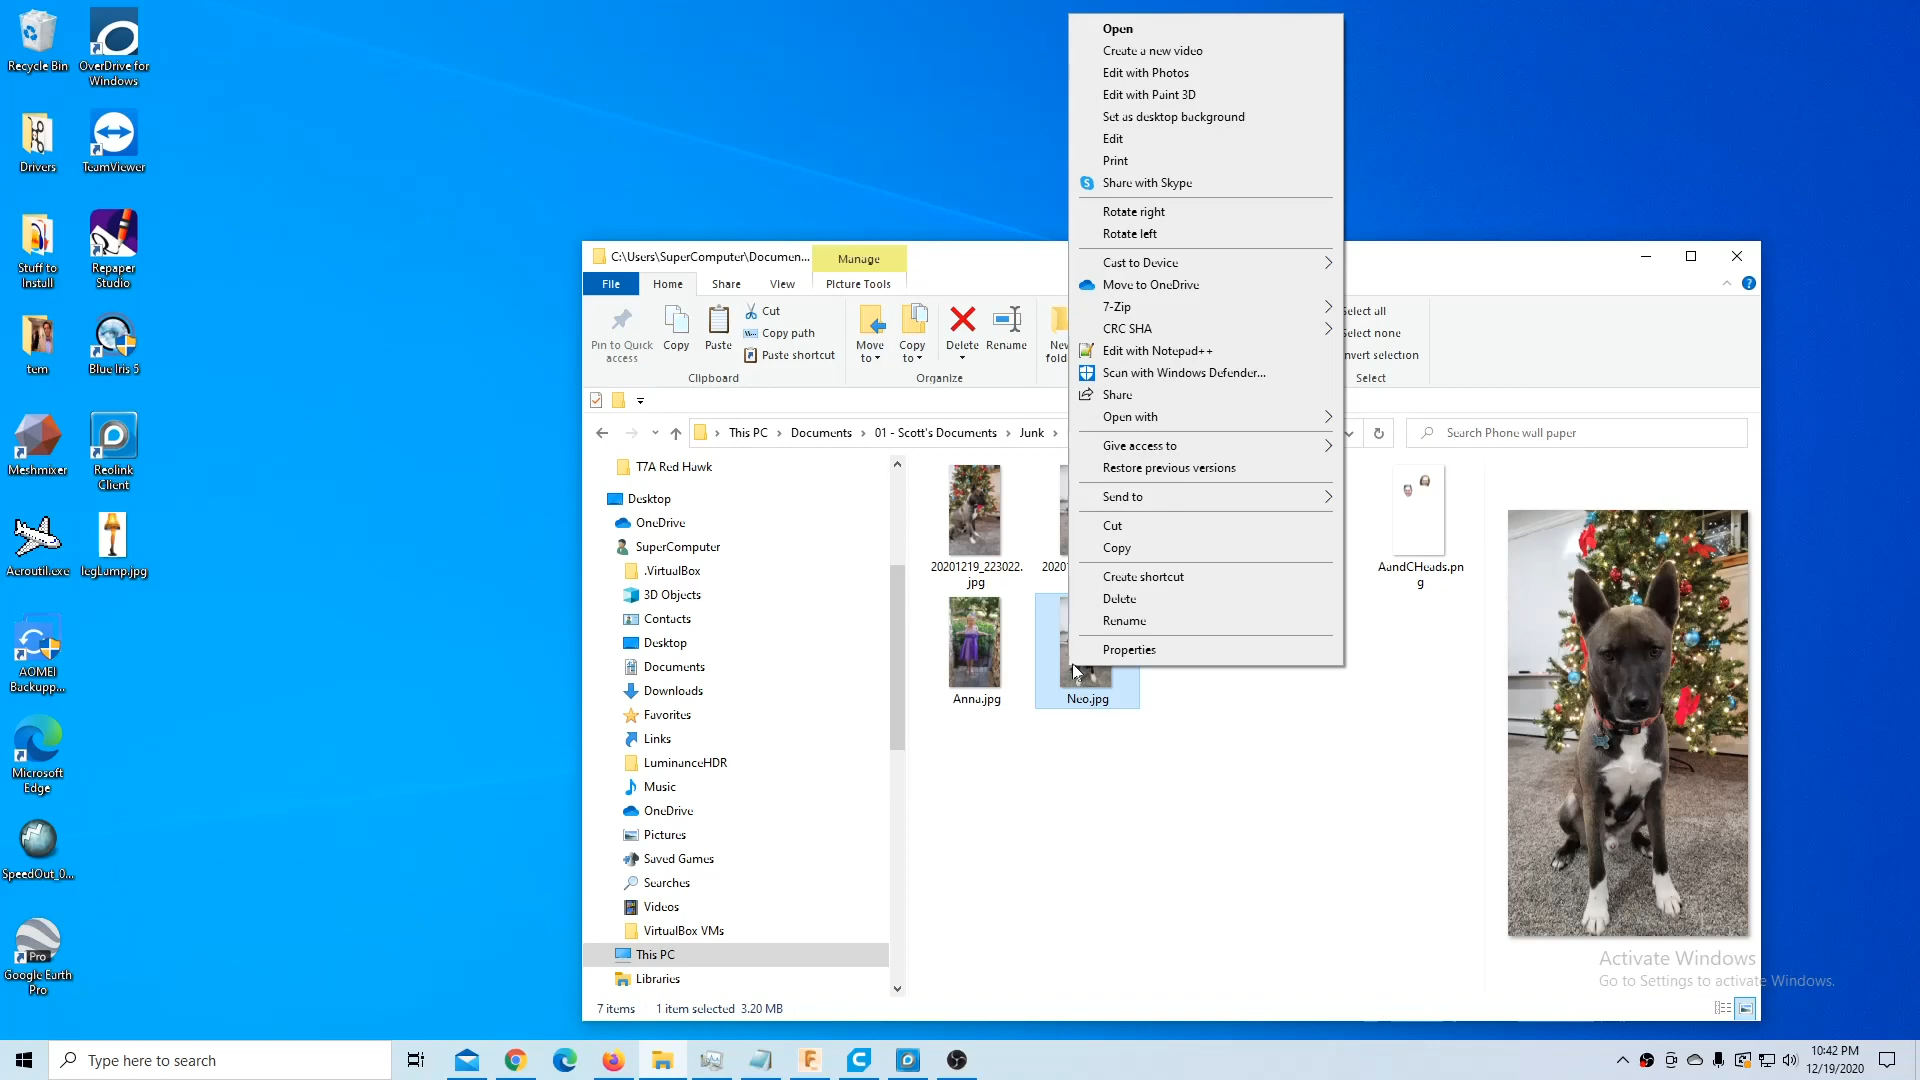 Recycle Bin
OverDrive for
Windows
Drivers
TeamViewer
Stuff to
Install
Repaper
Studio
tem
Blue Iris 5
Meshmixer
Reolink
Client
Aeroutil.exe
legLamp.jpg
AOMEI
Backupp...
Microsoft
Edge
SpeedOut_0...
Pro
Google Earth
Pro
C:\Users\SuperComputer\Documen...
Manage
File
Home
Share
View
Picture Tools
Pin to Quick
access
Copy
Paste
Cut
Copy path
Paste shortcut
Clipboard
Move
to
Copy
to
Delete
Rename
Organize
New
fold
Select all
Select none
nvert selection
Select
This PC
Documents
01 - Scott's Documents
Junk
Search Phone wall paper
T7A Red Hawk
Desktop
OneDrive
SuperComputer
.VirtualBox
3D Objects
Contacts
Desktop
Documents
Downloads
Favorites
Links
LuminanceHDR
Music
OneDrive
Pictures
Saved Games
Searches
Videos
VirtualBox VMs
This PC
Libraries
20201219_223022.
jpg
2020
AandCHeads.pn
g
Anna.jpg
Neo.jpg
7 items
1 item selected 3.20 MB
Open
Create a new video
Edit with Photos
Edit with Paint 3D
Set as desktop background
Edit
Print
Share with Skype
Rotate right
Rotate left
Cast to Device
Move to OneDrive
7-Zip
CRC SHA
Edit with Notepad++
Scan with Windows Defender...
Share
Open with
Give access to
Restore previous versions
Send to
Cut
Copy
Create shortcut
Delete
Rename
Properties
Activate Windows
Go to Settings to activate Windows.
Type here to search
10:42 PM
12/19/2020